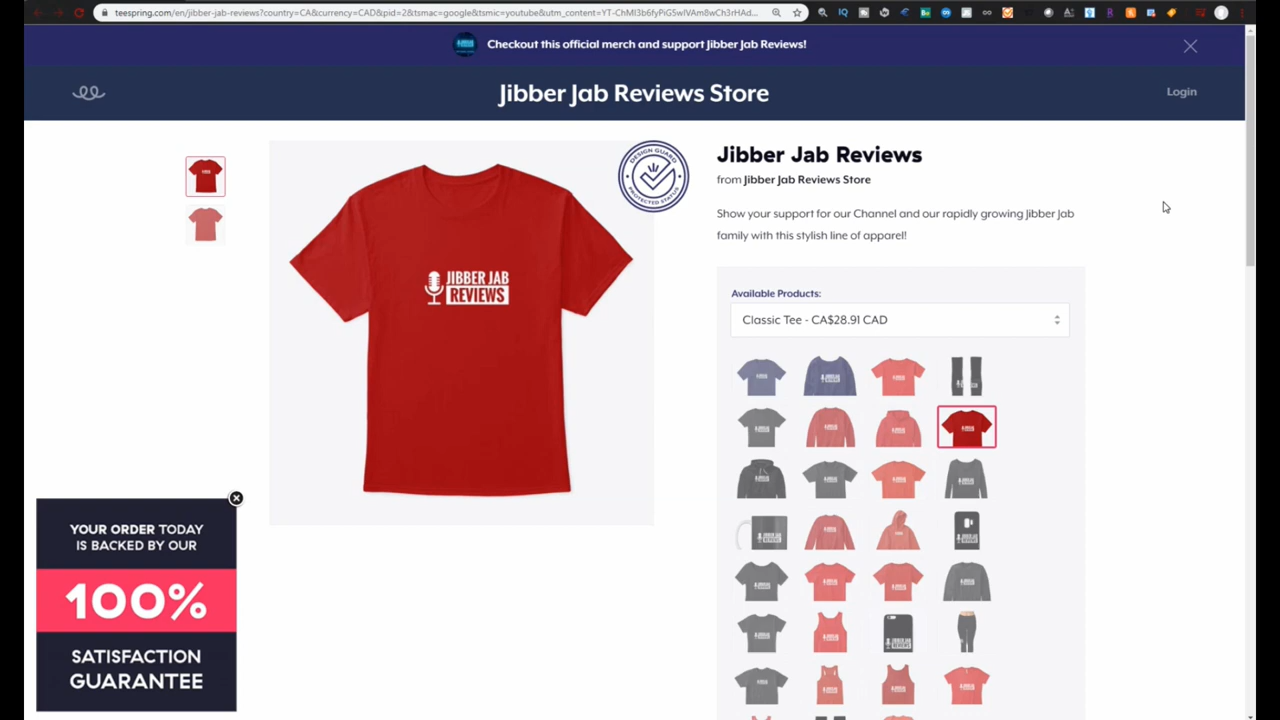 teespring.com/en/jibber-jab-reviews?country=CA&currency=CAD&pid=2&tsmac=google&tsmic=youtube&utm_content=YT-
Checkout this official merch and support Jibber Jab Reviews!
Jibber Jab Reviews Store
Login
DESIGN GUARD
PROTECTED STATUS
JIBBER JAB
REVIEWS
Jibber Jab Reviews
from Jibber Jab Reviews Store
Show your support for our Channel and our rapidly growing Jibber Jab
family with this stylish line of apparel!
Available Products:
Classic Tee - CA$28.91 CAD
YOUR ORDER TODAY
IS BACKED BY OUR
100%
SATISFACTION
GUARANTEE